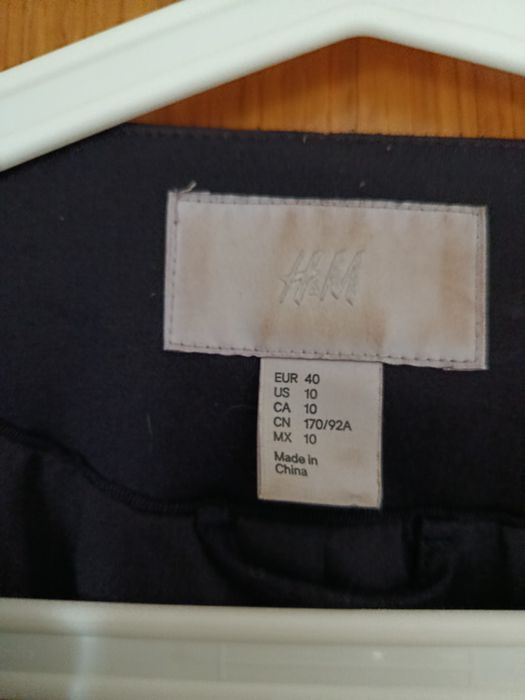 H&M
EUR 40
US 10
CA 10
CN 170/92A
MX 10
Made in
China